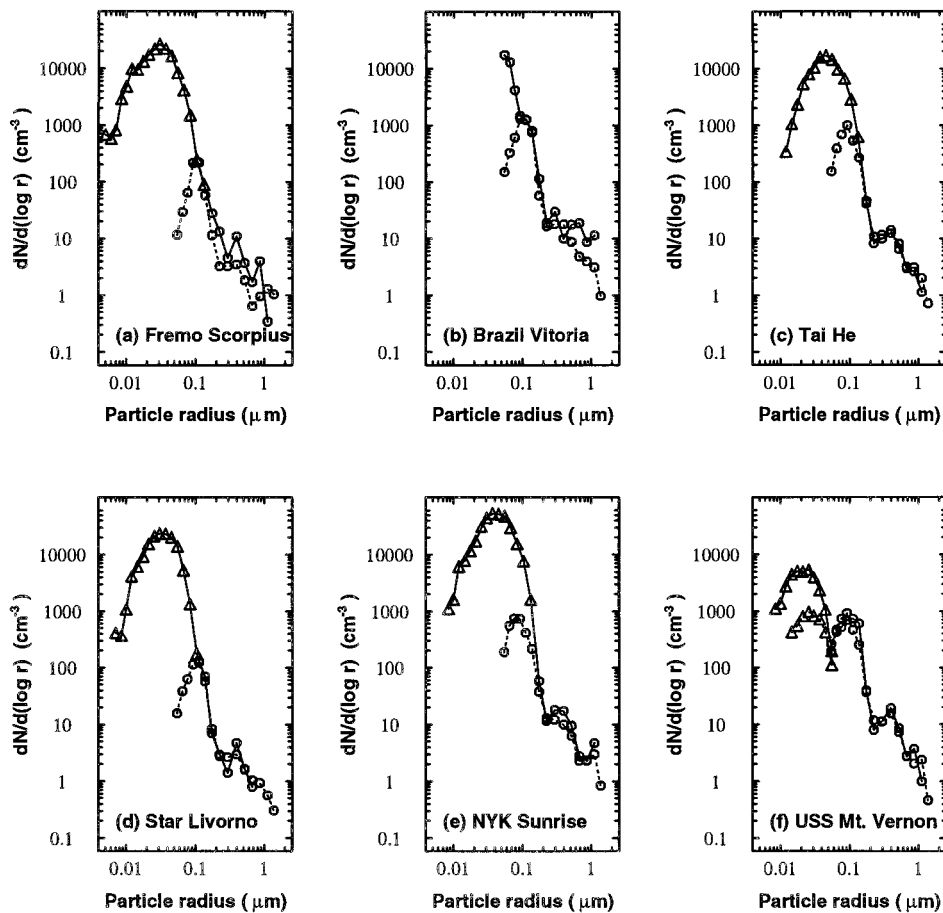 10000
1000
100
10
1
0.1
dN/d(log r) (cm-3)
(a) Fremo Scorpius
0.01 0.1 1
Particle radius (μm)
10000
1000
100
10
1
0.1
dN/d(log r) (cm-3)
(b) Brazil Vitoria
0.01 0.1 1
Particle radius (μm)
10000
1000
100
10
1
0.1
dN/d(log r) (cm-3)
(c) Tai He
0.01 0.1 1
Particle radius (μm)
10000
1000
100
10
1
0.1
dN/d(log r) (cm-3)
(d) Star Livorno
0.01 0.1 1
Particle radius (μm)
10000
1000
100
10
1
0.1
dN/d(log r) (cm-3)
(e) NYK Sunrise
0.01 0.1 1
Particle radius (μm)
10000
1000
100
10
1
0.1
dN/d(log r) (cm-3)
(f) USS Mt. Vernon
0.01 0.1 1
Particle radius (μm)